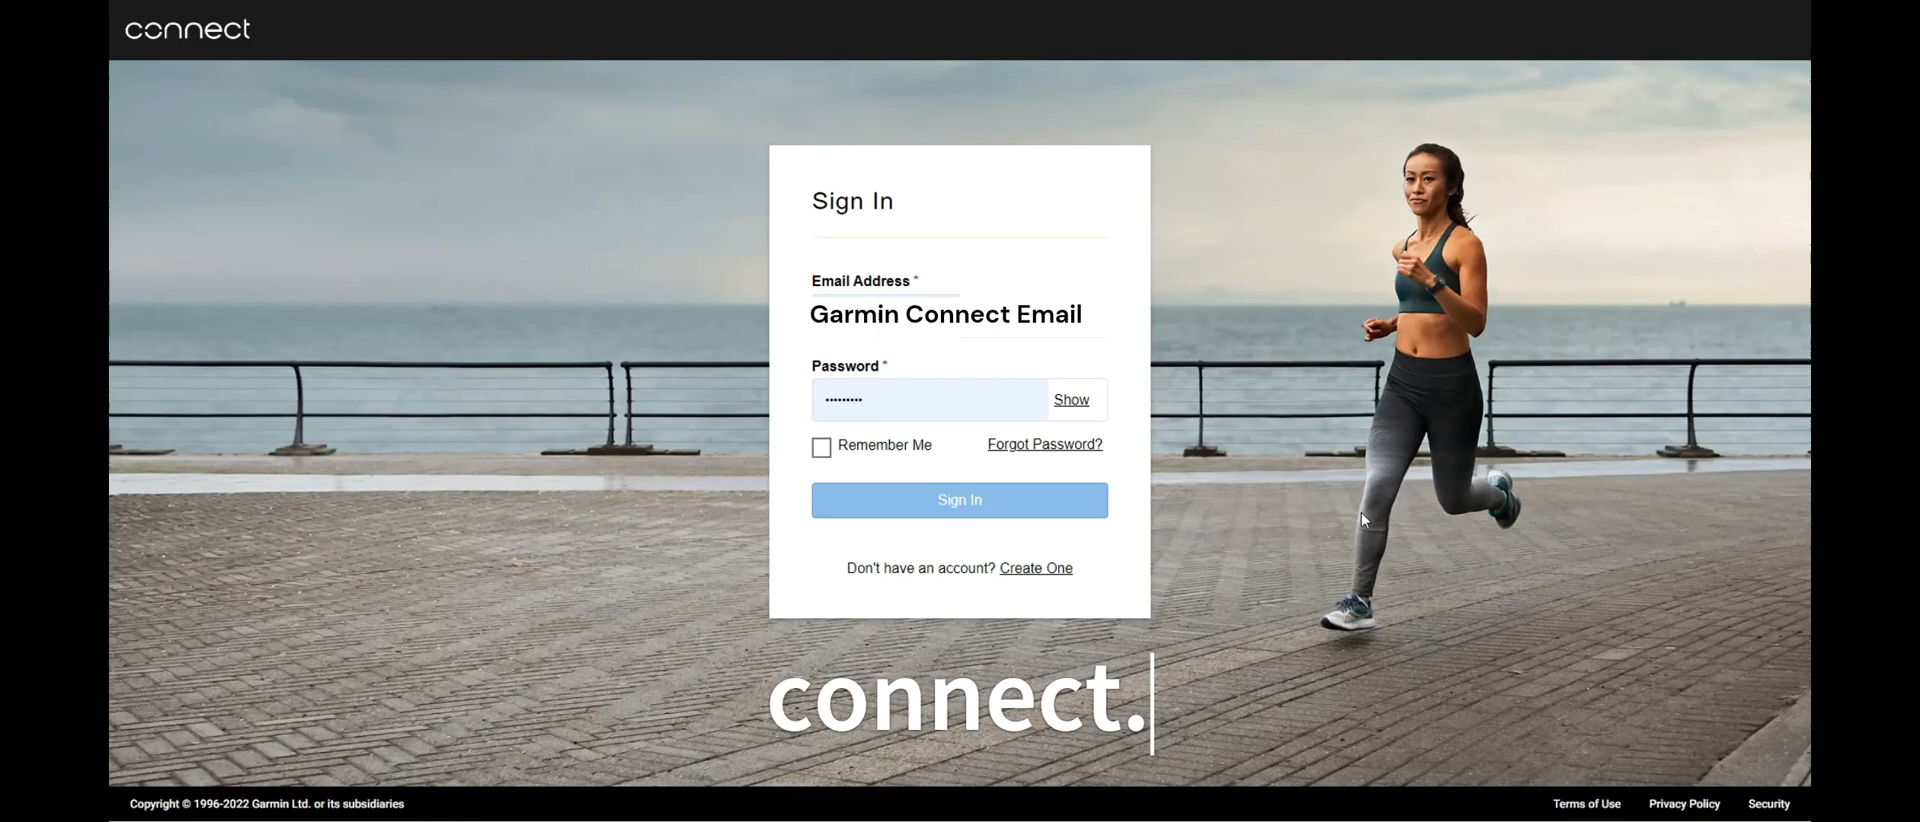 connect
Sign In
Email Address *
Garmin Connect Email
Password *
•••••••••
Show
Remember Me
Forgot Password?
Sign In
Don't have an account? Create One
connect.
Copyright © 1996-2022 Garmin Ltd. or its subsidiaries
Terms of Use
Privacy Policy
Security